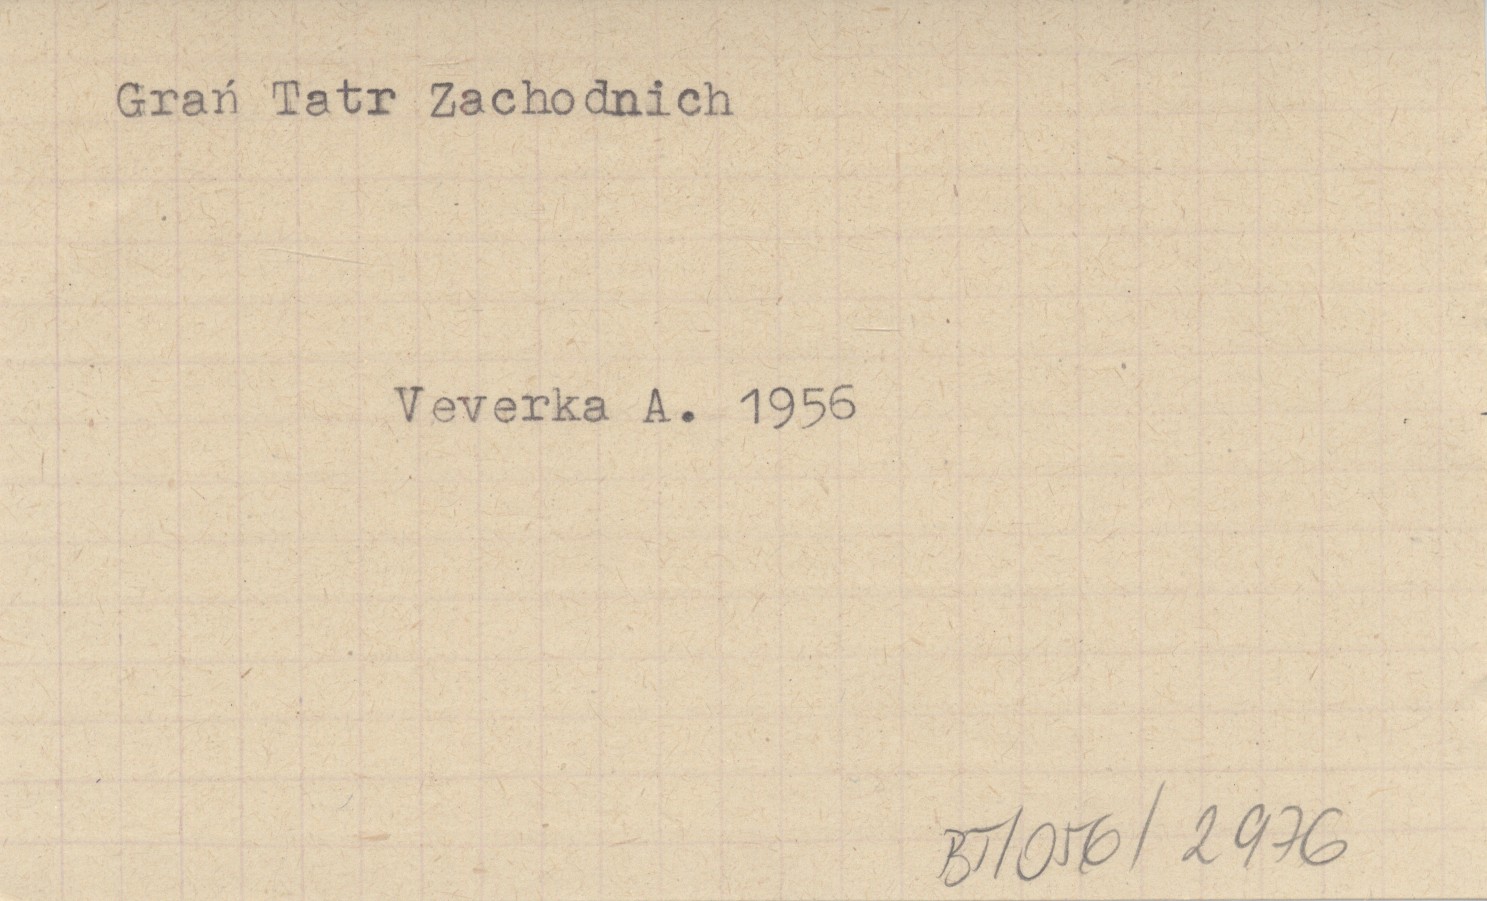 Grań Tatr Zachodnich
Veverka A. 1956
BT/056/2976